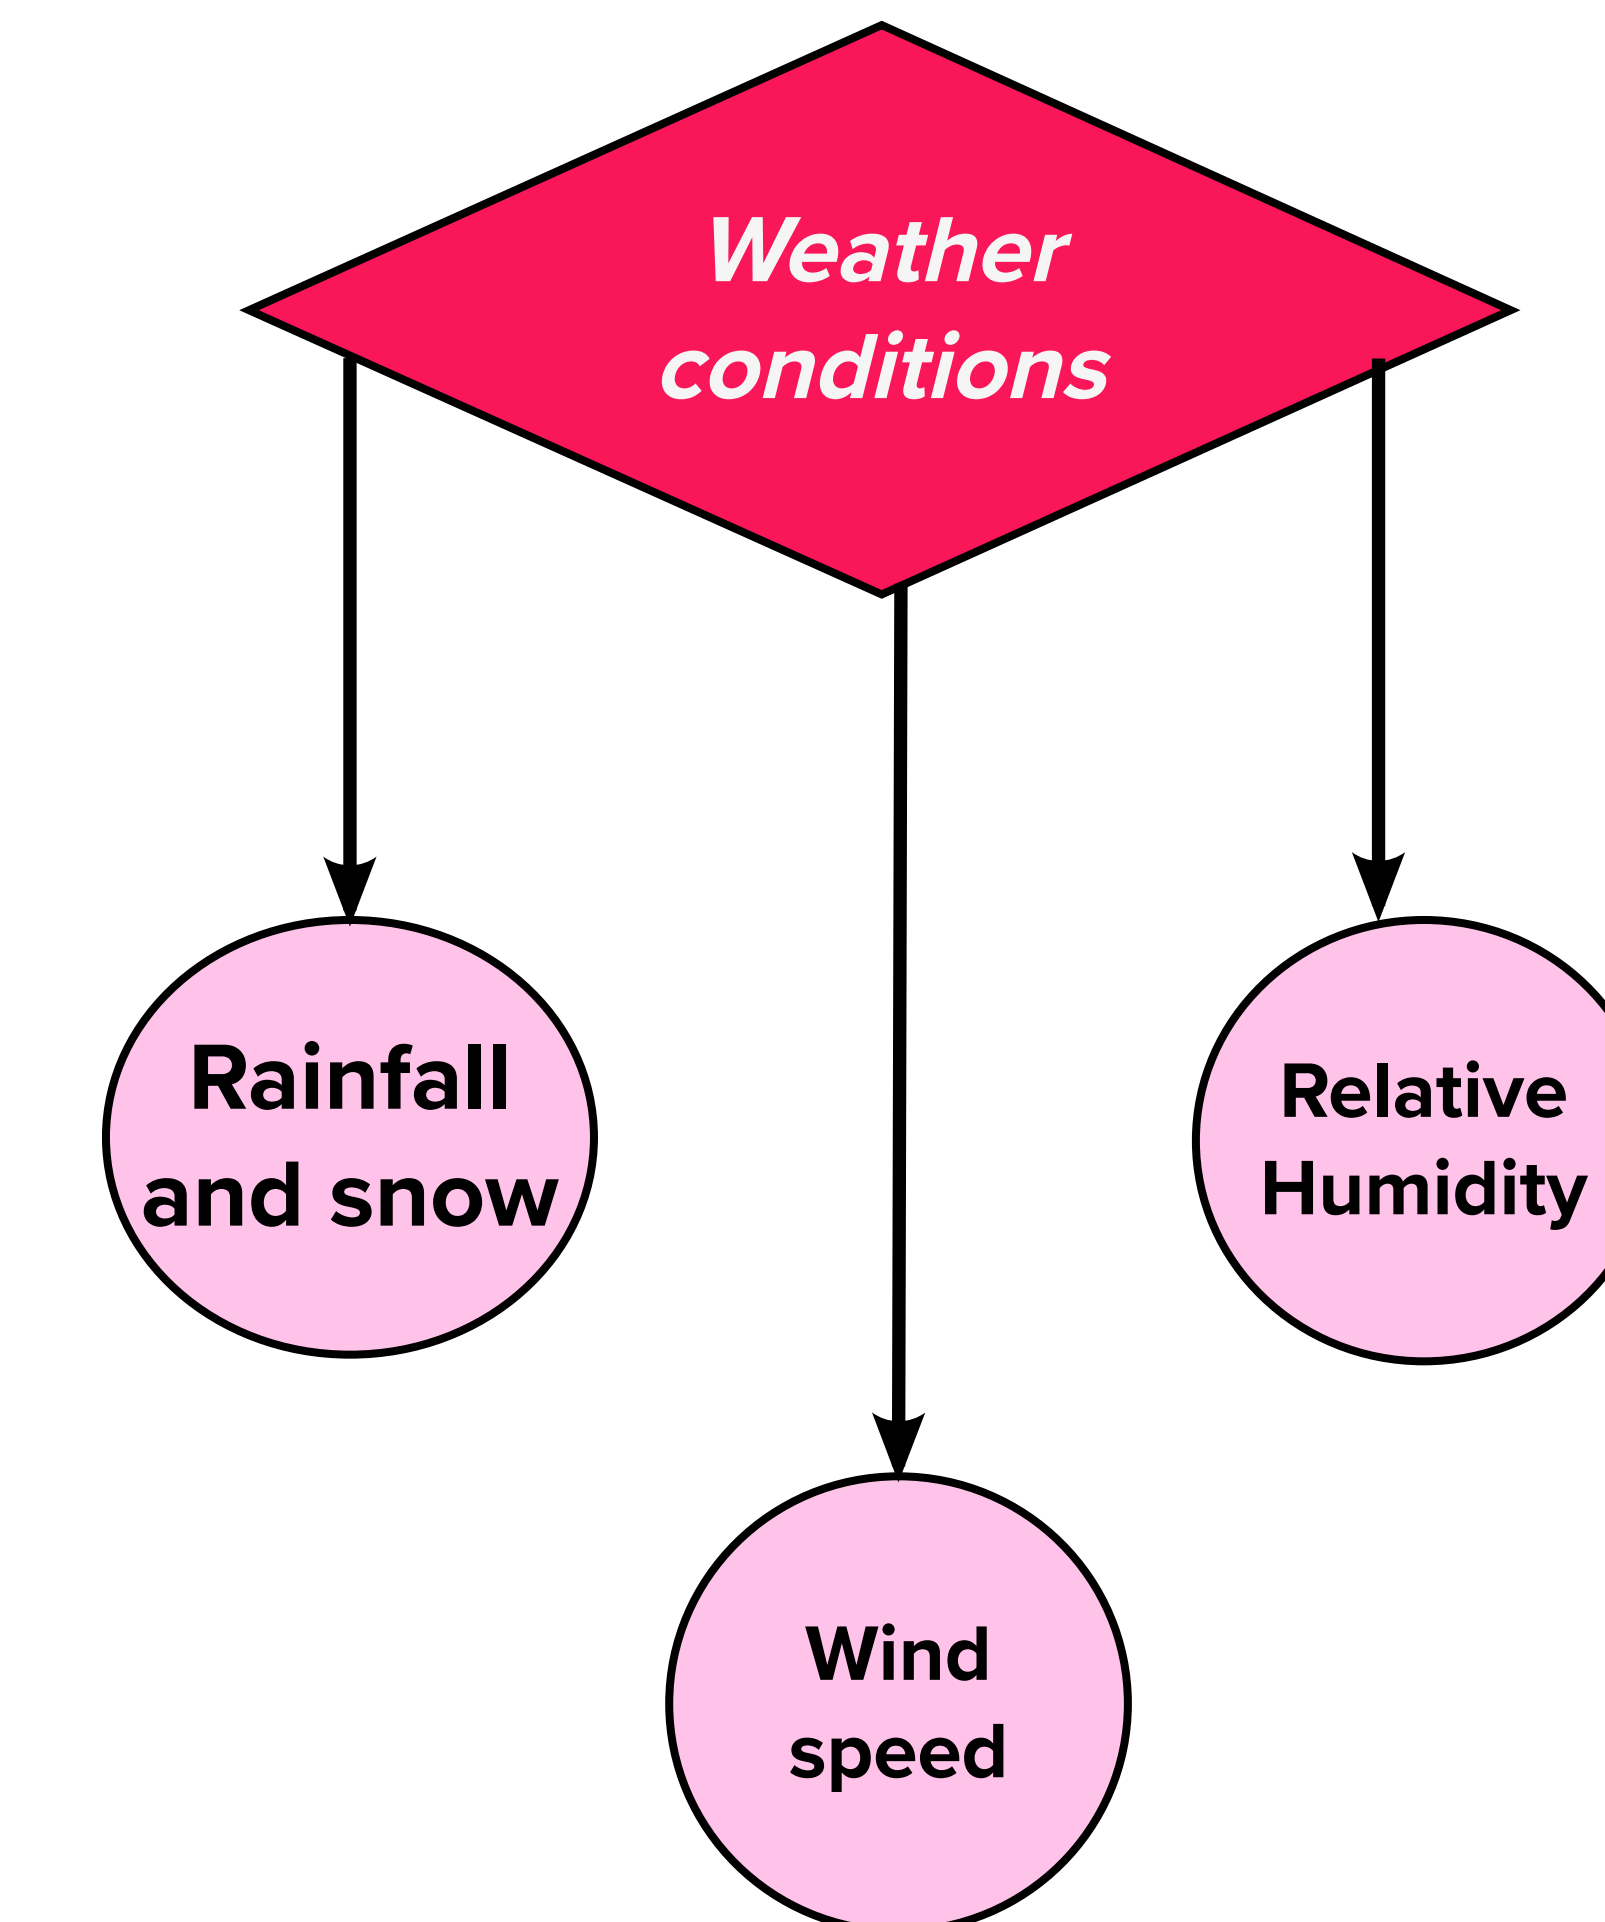 Weather
conditions
Rainfall
and snow
Relative
Humidity
Wind
speed